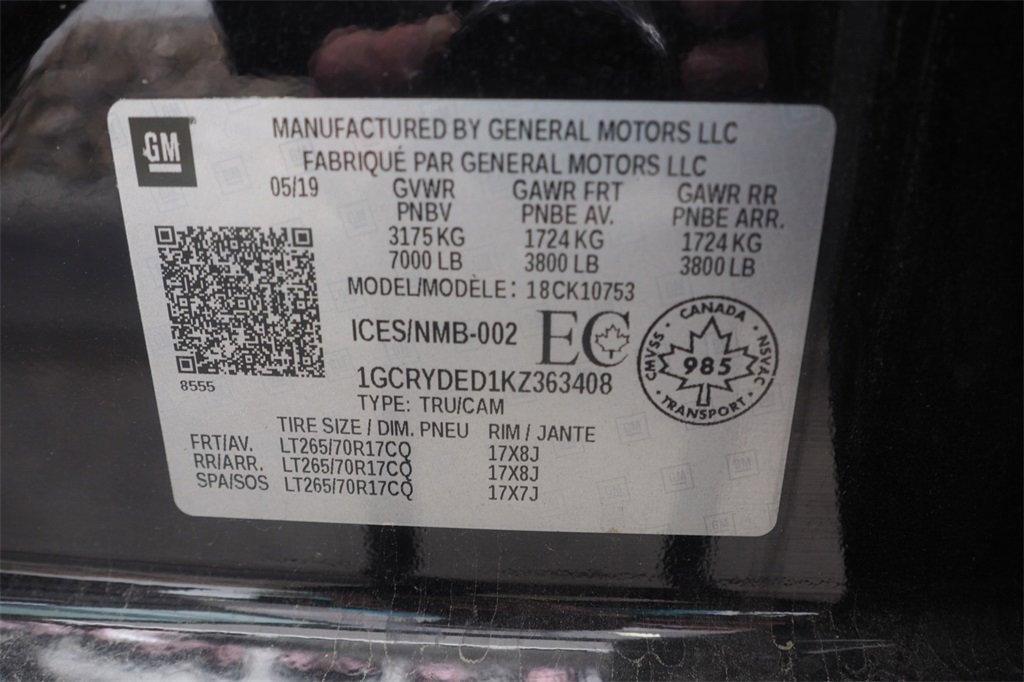 GM
MANUFACTURED BY GENERAL MOTORS LLC
FABRIQUÉ PAR GENERAL MOTORS LLC
05/19 GVWR GAWR FRT GAWR RR
PNBV PNBE AV. PNBE ARR.
3175 KG 1724 KG 1724 KG
7000 LB 3800 LB 3800 LB
MODEL/MODÈLE: 18CK10753
ICES/NMB-002 EC
CANADA
CMVSS · 985 · NSVAC
TRANSPORT
8555
1GCRYDED1KZ363408
TYPE: TRU/CAM
TIRE SIZE / DIM. PNEU RIM / JANTE
FRT/AV. LT265/70R17CQ 17X8J
RR/ARR. LT265/70R17CQ 17X8J
SPA/SOS LT265/70R17CQ 17X7J